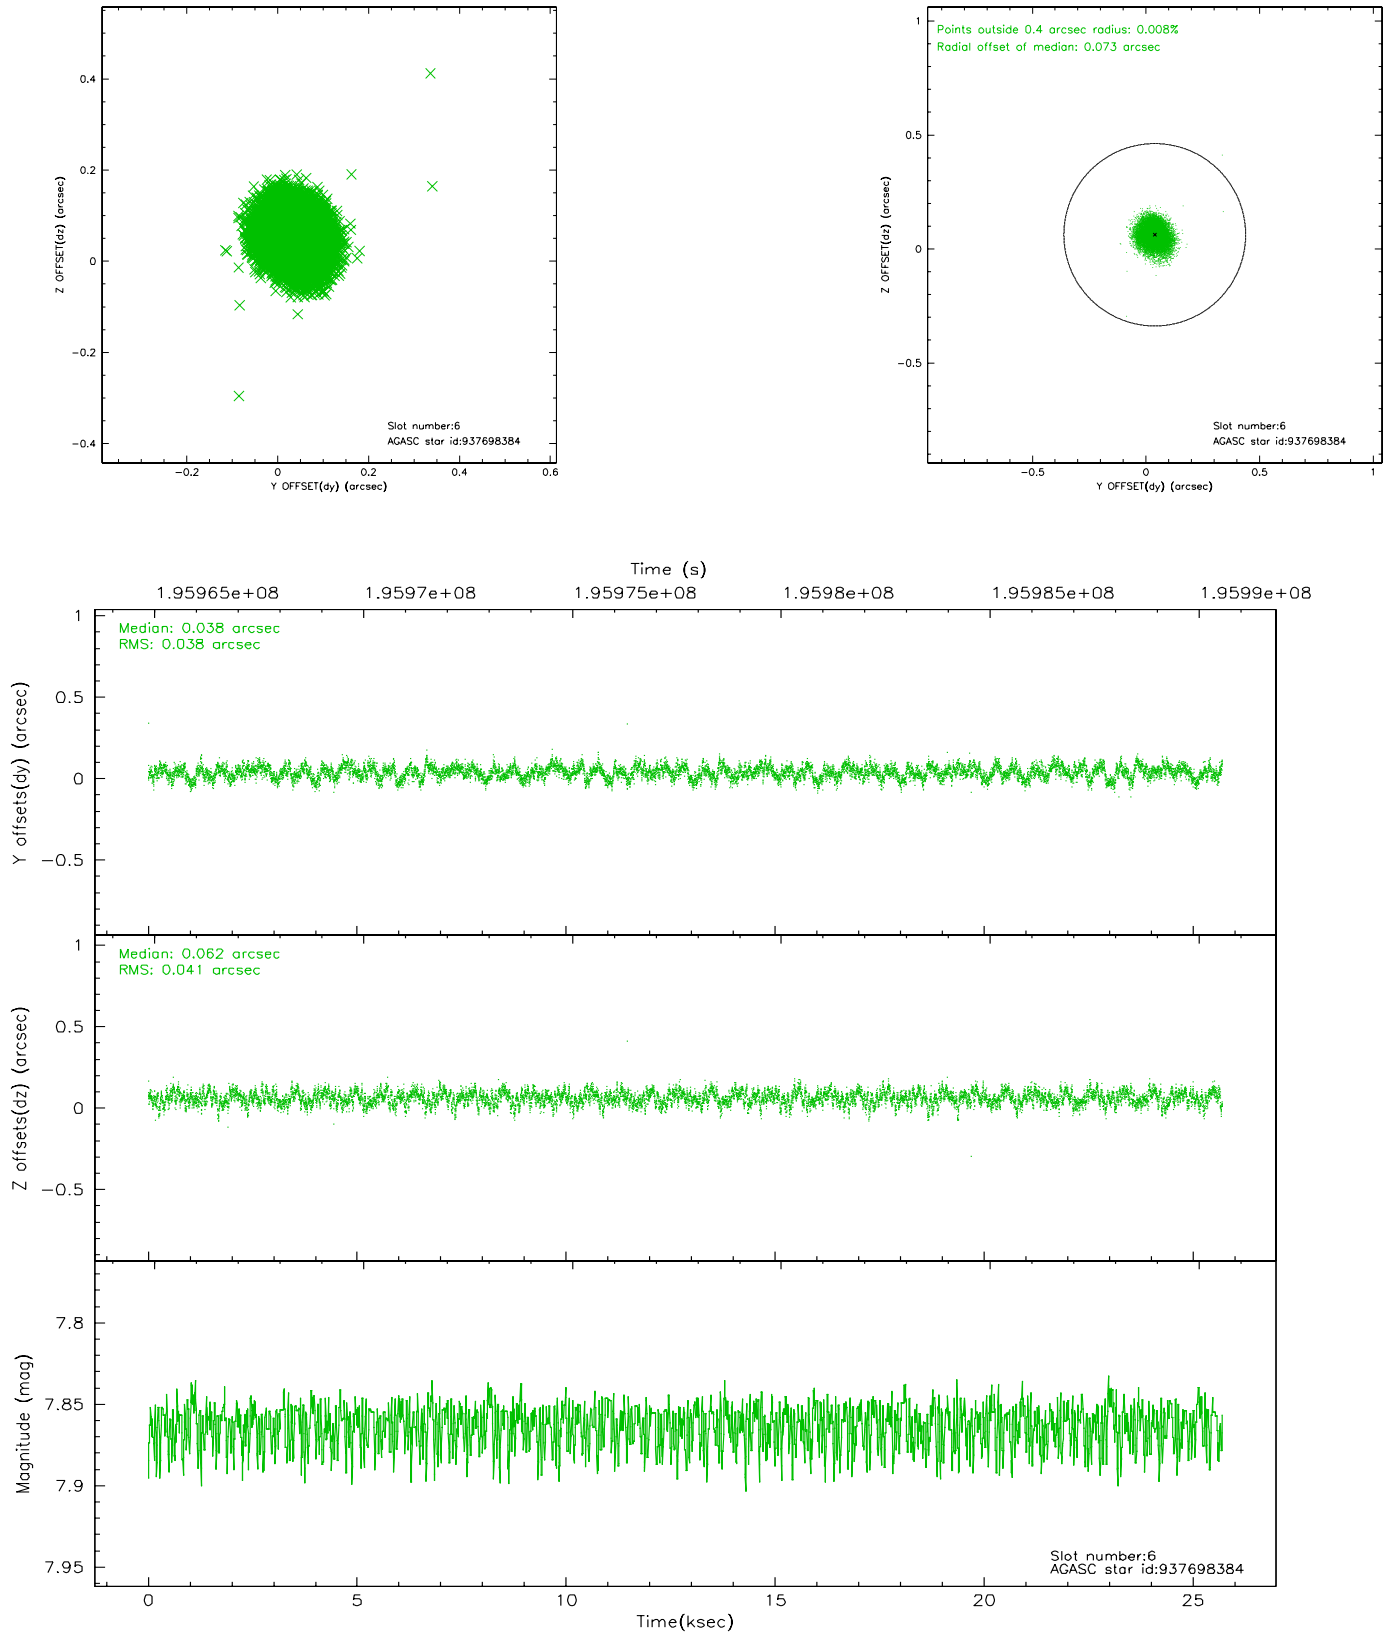 0.4
0.2
0
−0.2
−0.4
Z OFFSET(dz) (arcsec)
Slot number:6
AGASC star id:937698384
−0.2 0 0.2 0.4 0.6
Y OFFSET(dy) (arcsec)
Points outside 0.4 arcsec radius: 0.008%
Radial offset of median: 0.073 arcsec
1
0.5
0
−0.5
Z OFFSET(dz) (arcsec)
Slot number:6
AGASC star id:937698384
−0.5 0 0.5 1
Y OFFSET(dy) (arcsec)
Time (s)
1.95965e+08 1.9597e+08 1.95975e+08 1.9598e+08 1.95985e+08 1.9599e+08
Median: 0.038 arcsec
RMS: 0.038 arcsec
1
0.5
0
−0.5
Y offsets(dy) (arcsec)
Median: 0.062 arcsec
RMS: 0.041 arcsec
1
0.5
0
−0.5
Z offsets(dz) (arcsec)
7.8
7.85
7.9
7.95
Magnitude (mag)
Slot number:6
AGASC star id:937698384
0 5 10 15 20 25
Time(ksec)